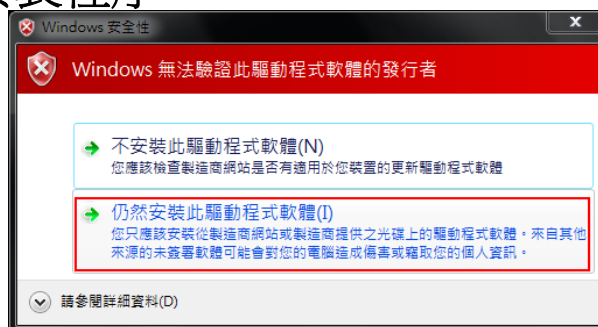 Windows 安全性
Windows 無法驗證此驅動程式軟體的發行者
不安裝此驅動程式軟體(N)
您應該檢查製造商網站是否有適用於您裝置的更新驅動程式軟體
仍然安裝此驅動程式軟體(I)
您只應該安裝從製造商網站或製造商提供之光碟上的驅動程式軟體。來自其他
來源的未簽署軟體可能會對您的電腦造成傷害或竊取您的個人資訊。
請參閱詳細資料(D)